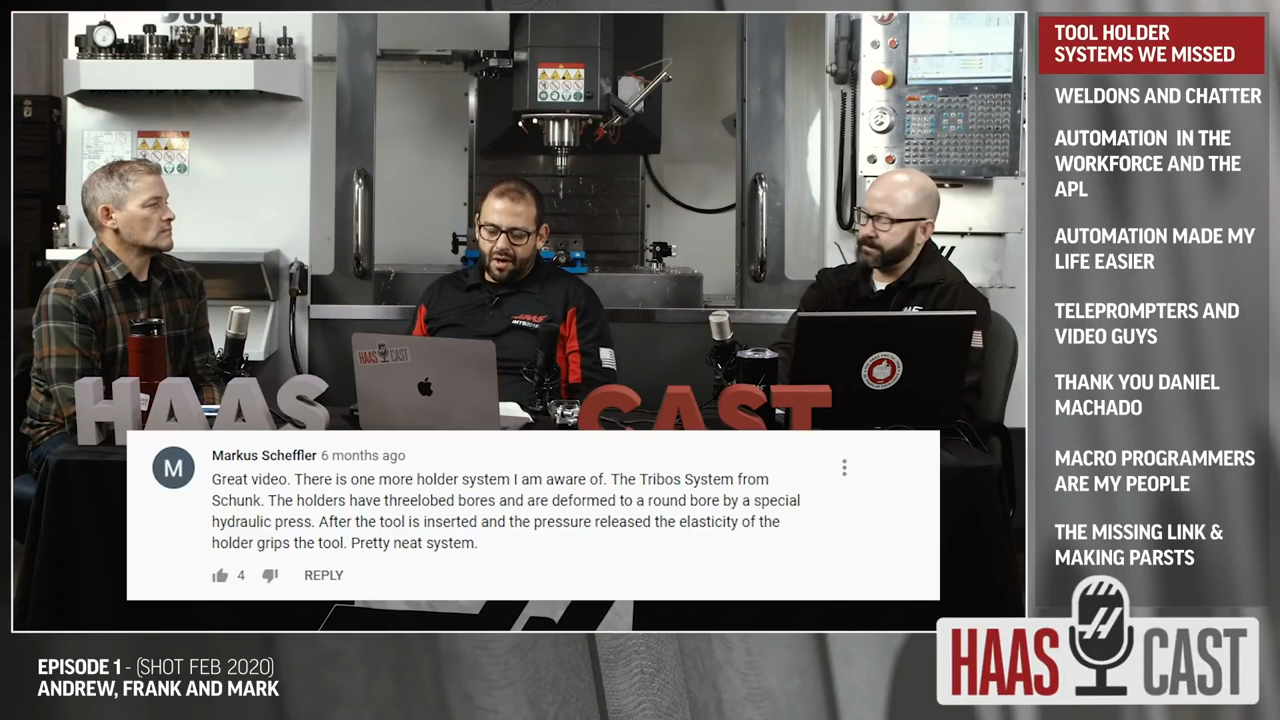 TOOL HOLDER
SYSTEMS WE MISSED
WELDONS AND CHATTER
AUTOMATION IN THE
WORKFORCE AND THE
APL
AUTOMATION MADE MY
LIFE EASIER
TELEPROMPTERS AND
VIDEO GUYS
THANK YOU DANIEL
MACHADO
MACRO PROGRAMMERS
ARE MY PEOPLE
THE MISSING LINK &
MAKING PARSTS
HAAS
HAAS CAST
HAAS CAST
Markus Scheffler 6 months ago
M
Great video. There is one more holder system I am aware of. The Tribos System from
Schunk. The holders have threelobed bores and are deformed to a round bore by a special
hydraulic press. After the tool is inserted and the pressure released the elasticity of the
holder grips the tool. Pretty neat system.
4 REPLY
EPISODE 1 - (SHOT FEB 2020)
ANDREW, FRANK AND MARK
HAAS CAST